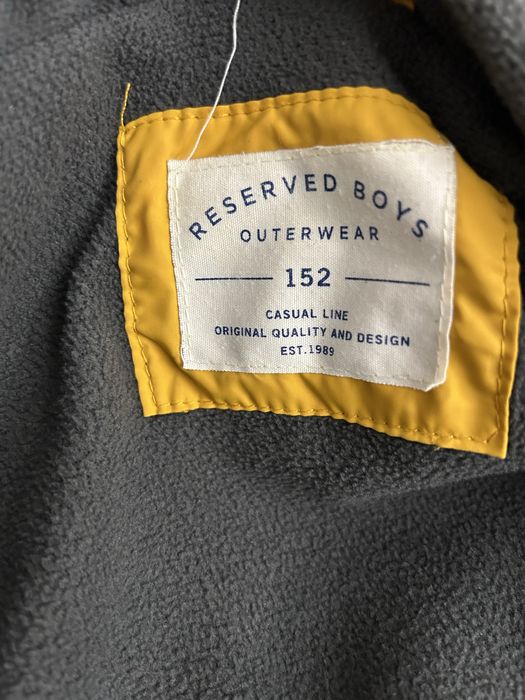 RESERVED BOYS
OUTERWEAR
152
CASUAL LINE
ORIGINAL QUALITY AND DESIGN
EST.1989